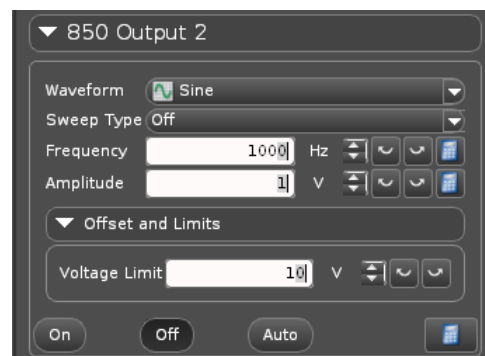 850 Output 2
Waveform Sine
Sweep Type Off
Frequency 1000 Hz
Amplitude 1 V
Offset and Limits
Voltage Limit 10 V
On Off Auto